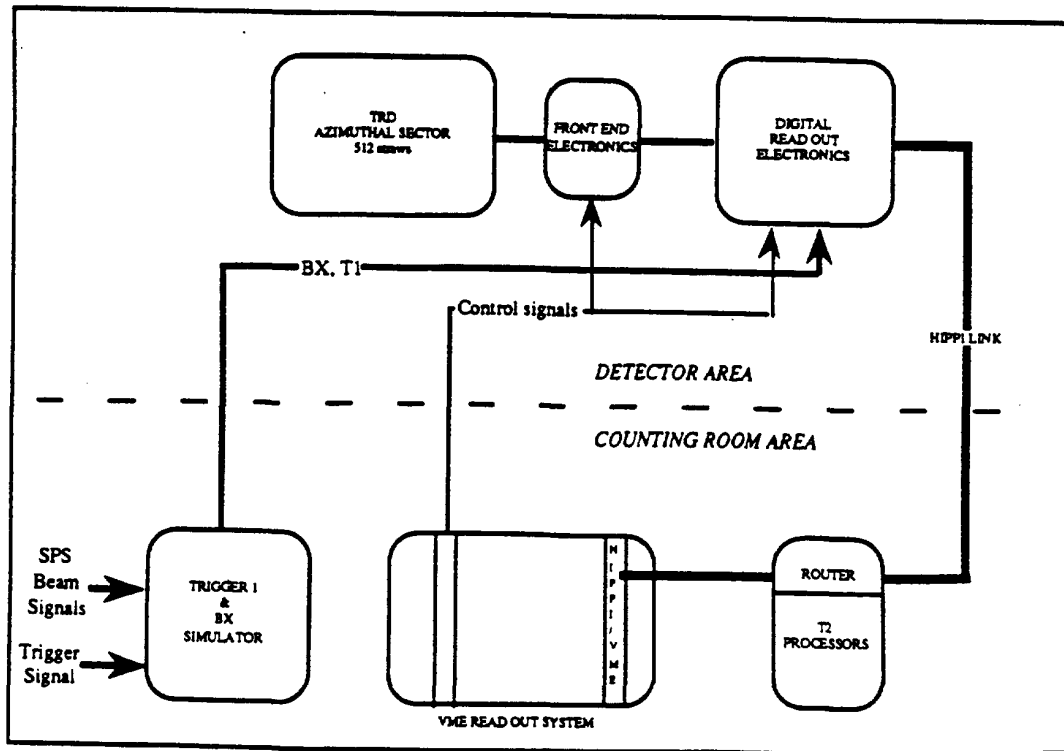 TRD
AZIMUTHAL SECTOR
512 straws
FRONT END
ELECTRONICS
DIGITAL
READ OUT
ELECTRONICS
BX, T1
Control signals
HIPPI LINK
DETECTOR AREA
COUNTING ROOM AREA
SPS
Beam
Signals
Trigger
Signal
TRIGGER 1
&
BX
SIMULATOR
HIPPI/VME
ROUTER
T2
PROCESSORS
VME READ OUT SYSTEM